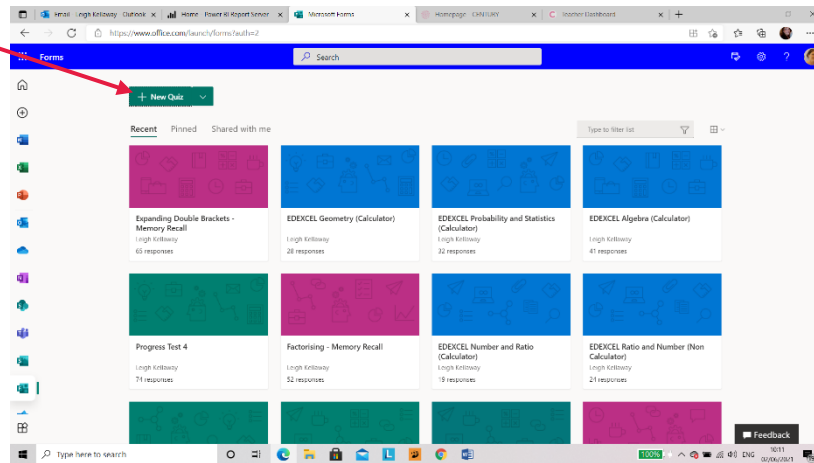 Email - Leigh Kellaway - Outlook
Home - Power BI Report Server
Microsoft Forms
Homepage - CENTURY
Teacher Dashboard
https://www.office.com/launch/forms?auth=2
Forms
Search
New Quiz
Recent Pinned Shared with me
Type to filter list
Expanding Double Brackets - Memory Recall
Leigh Kellaway
65 responses
EDEXCEL Geometry (Calculator)
Leigh Kellaway
28 responses
EDEXCEL Probability and Statistics (Calculator)
Leigh Kellaway
32 responses
EDEXCEL Algebra (Calculator)
Leigh Kellaway
41 responses
Progress Test 4
Leigh Kellaway
74 responses
Factorising - Memory Recall
Leigh Kellaway
52 responses
EDEXCEL Number and Ratio (Calculator)
Leigh Kellaway
19 responses
EDEXCEL Ratio and Number (Non Calculator)
Leigh Kellaway
24 responses
Feedback
Type here to search
100%
ENG
10:11
02/06/2021